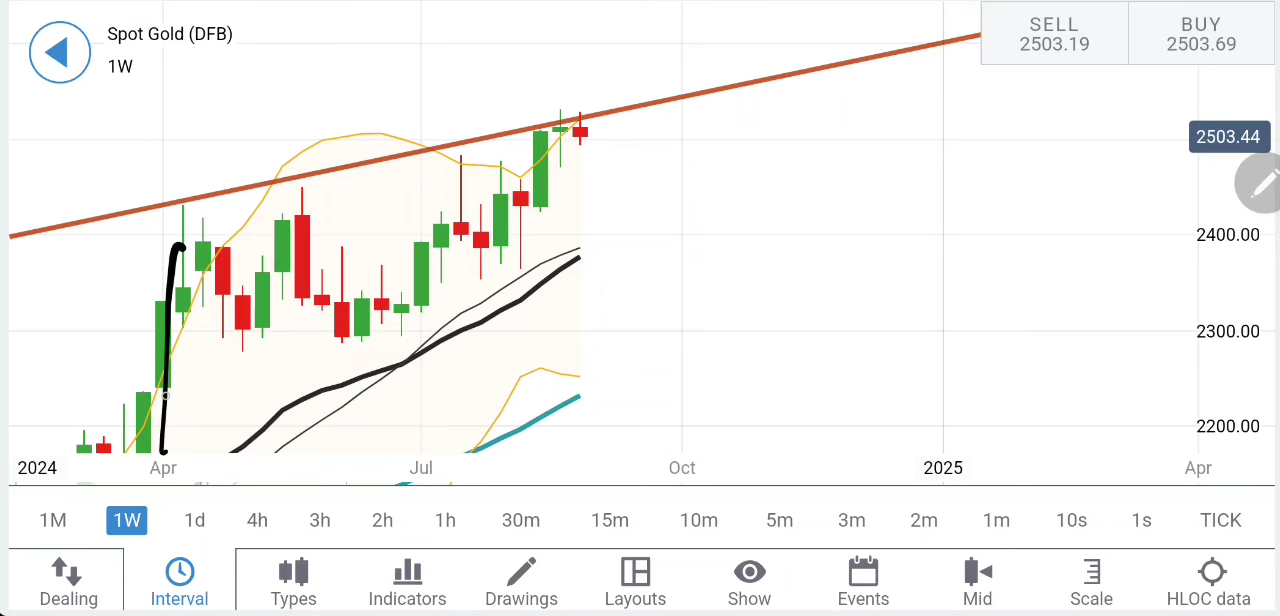 Spot Gold (DFB)
1W
SELL
2503.19
BUY
2503.69
2503.44
2400.00
2300.00
2200.00
2024 Apr Jul Oct 2025 Apr
1M 1W 1d 4h 3h 2h 1h 30m 15m 10m 5m 3m 2m 1m 10s 1s TICK
Dealing Interval Types Indicators Drawings Layouts Show Events Mid Scale HLOC data